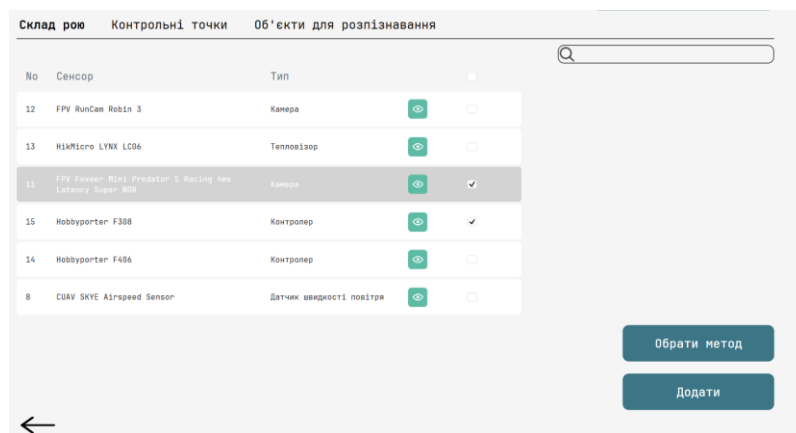 Склад рою Контрольні точки Об'єкти для розпізнавання
No Сенсор Тип
12 FPV RunCam Robin 3 Камера
13 HikMicro LYNX LC06 Тепловізор
11 FPV Foxeer Mini Predator 5 Racing 4ms Камера
Latency Super WDR
15 Hobbyporter F308 Контролер
14 Hobbyporter F406 Контролер
8 CUAV SKYE Airspeed Sensor Датчик швидкості повітря
Обрати метод
Додати